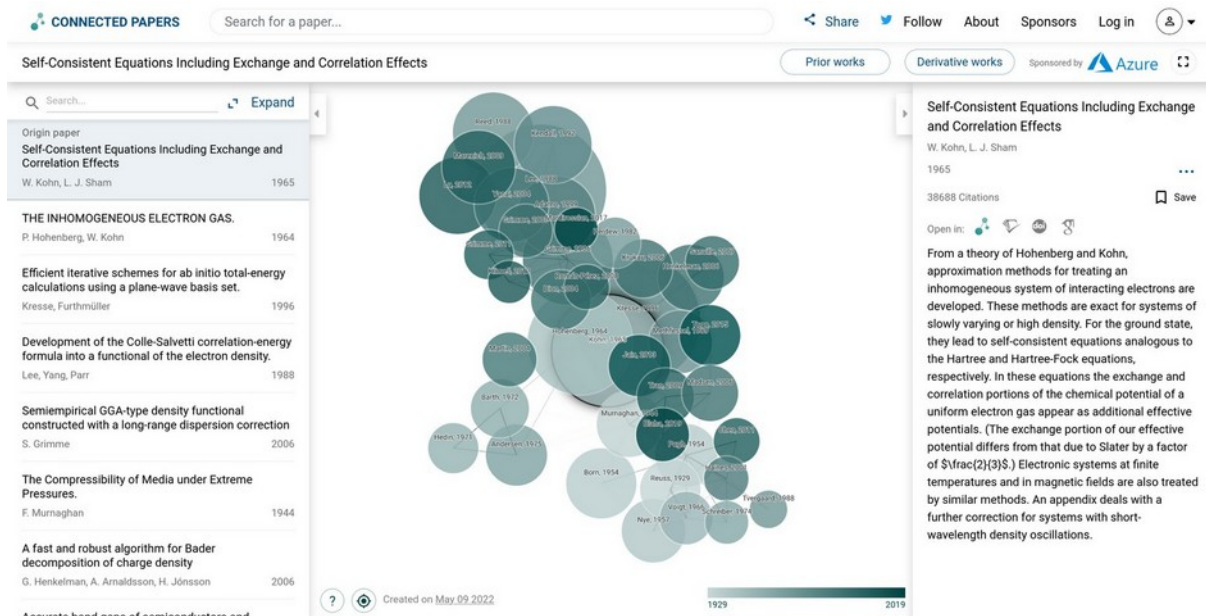 CONNECTED PAPERS
Search for a paper...
Share
Follow
About
Sponsors
Log in
Self-Consistent Equations Including Exchange and Correlation Effects
Prior works
Derivative works
Sponsored by
Azure
Search...
Expand
Origin paper
Self-Consistent Equations Including Exchange and
Correlation Effects
W. Kohn, L. J. Sham
1965
THE INHOMOGENEOUS ELECTRON GAS.
P. Hohenberg, W. Kohn
1964
Efficient iterative schemes for ab initio total-energy
calculations using a plane-wave basis set.
Kresse, Furthmüller
1996
Development of the Colle-Salvetti correlation-energy
formula into a functional of the electron density.
Lee, Yang, Parr
1988
Semiempirical GGA-type density functional
constructed with a long-range dispersion correction
S. Grimme
2006
The Compressibility of Media under Extreme
Pressures.
F. Murnaghan
1944
A fast and robust algorithm for Bader
decomposition of charge density
G. Henkelman, A. Arnaldsson, H. Jónsson
2006
Hohenberg, 1964
Barth, 1972
Hedin, 1971
Andersen, 1975
Born, 1954
Reuss, 1929
Nye, 1957
Voigt, 1966
Schreiber, 1974
Tvergaard, 1988
?
Created on May 09 2022
1929
2019
Self-Consistent Equations Including Exchange
and Correlation Effects
W. Kohn, L. J. Sham
1965
38688 Citations
Save
Open in:
doi
From a theory of Hohenberg and Kohn,
approximation methods for treating an
inhomogeneous system of interacting electrons are
developed. These methods are exact for systems of
slowly varying or high density. For the ground state,
they lead to self-consistent equations analogous to
the Hartree and Hartree-Fock equations,
respectively. In these equations the exchange and
correlation portions of the chemical potential of a
uniform electron gas appear as additional effective
potentials. (The exchange portion of our effective
potential differs from that due to Slater by a factor
of $\frac{2}{3}$.) Electronic systems at finite
temperatures and in magnetic fields are also treated
by similar methods. An appendix deals with a
further correction for systems with short-
wavelength density oscillations.